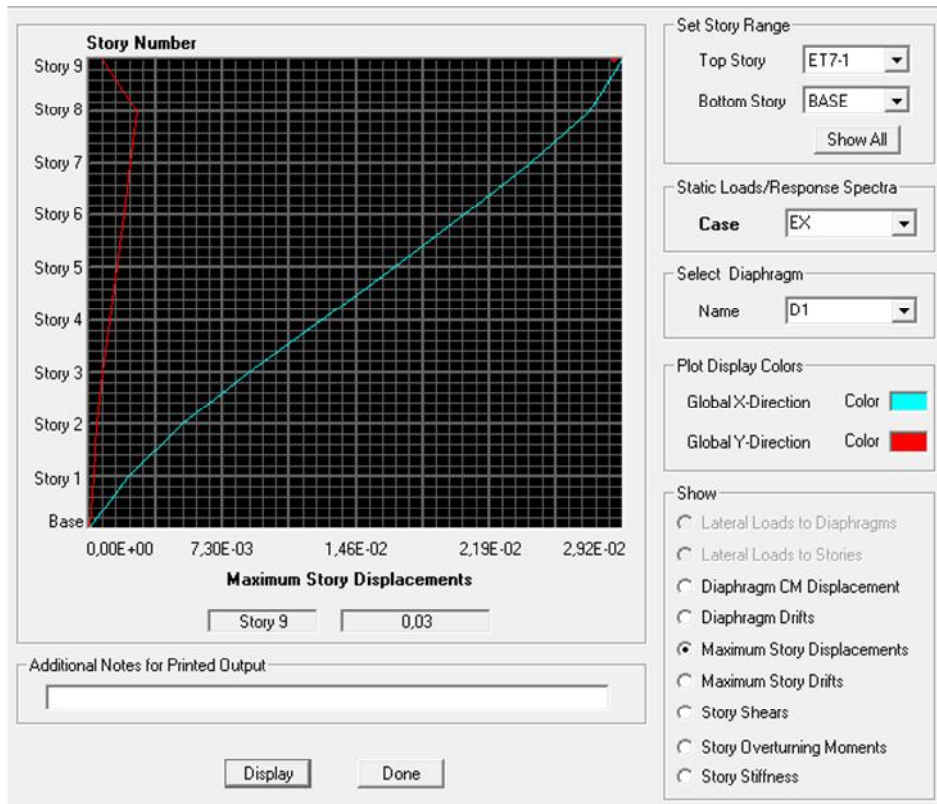 Story Number
Story 9
Story 8
Story 7
Story 6
Story 5
Story 4
Story 3
Story 2
Story 1
Base
0,00E+00 7,30E-03 1,46E-02 2,19E-02 2,92E-02
Maximum Story Displacements
Story 9 0,03
Additional Notes for Printed Output
Display Done
Set Story Range
Top Story ET7-1
Bottom Story BASE
Show All
Static Loads/Response Spectra
Case EX
Select Diaphragm
Name D1
Plot Display Colors
Global X-Direction Color
Global Y-Direction Color
Show
Lateral Loads to Diaphragms
Lateral Loads to Stories
Diaphragm CM Displacement
Diaphragm Drifts
Maximum Story Displacements
Maximum Story Drifts
Story Shears
Story Overturning Moments
Story Stiffness